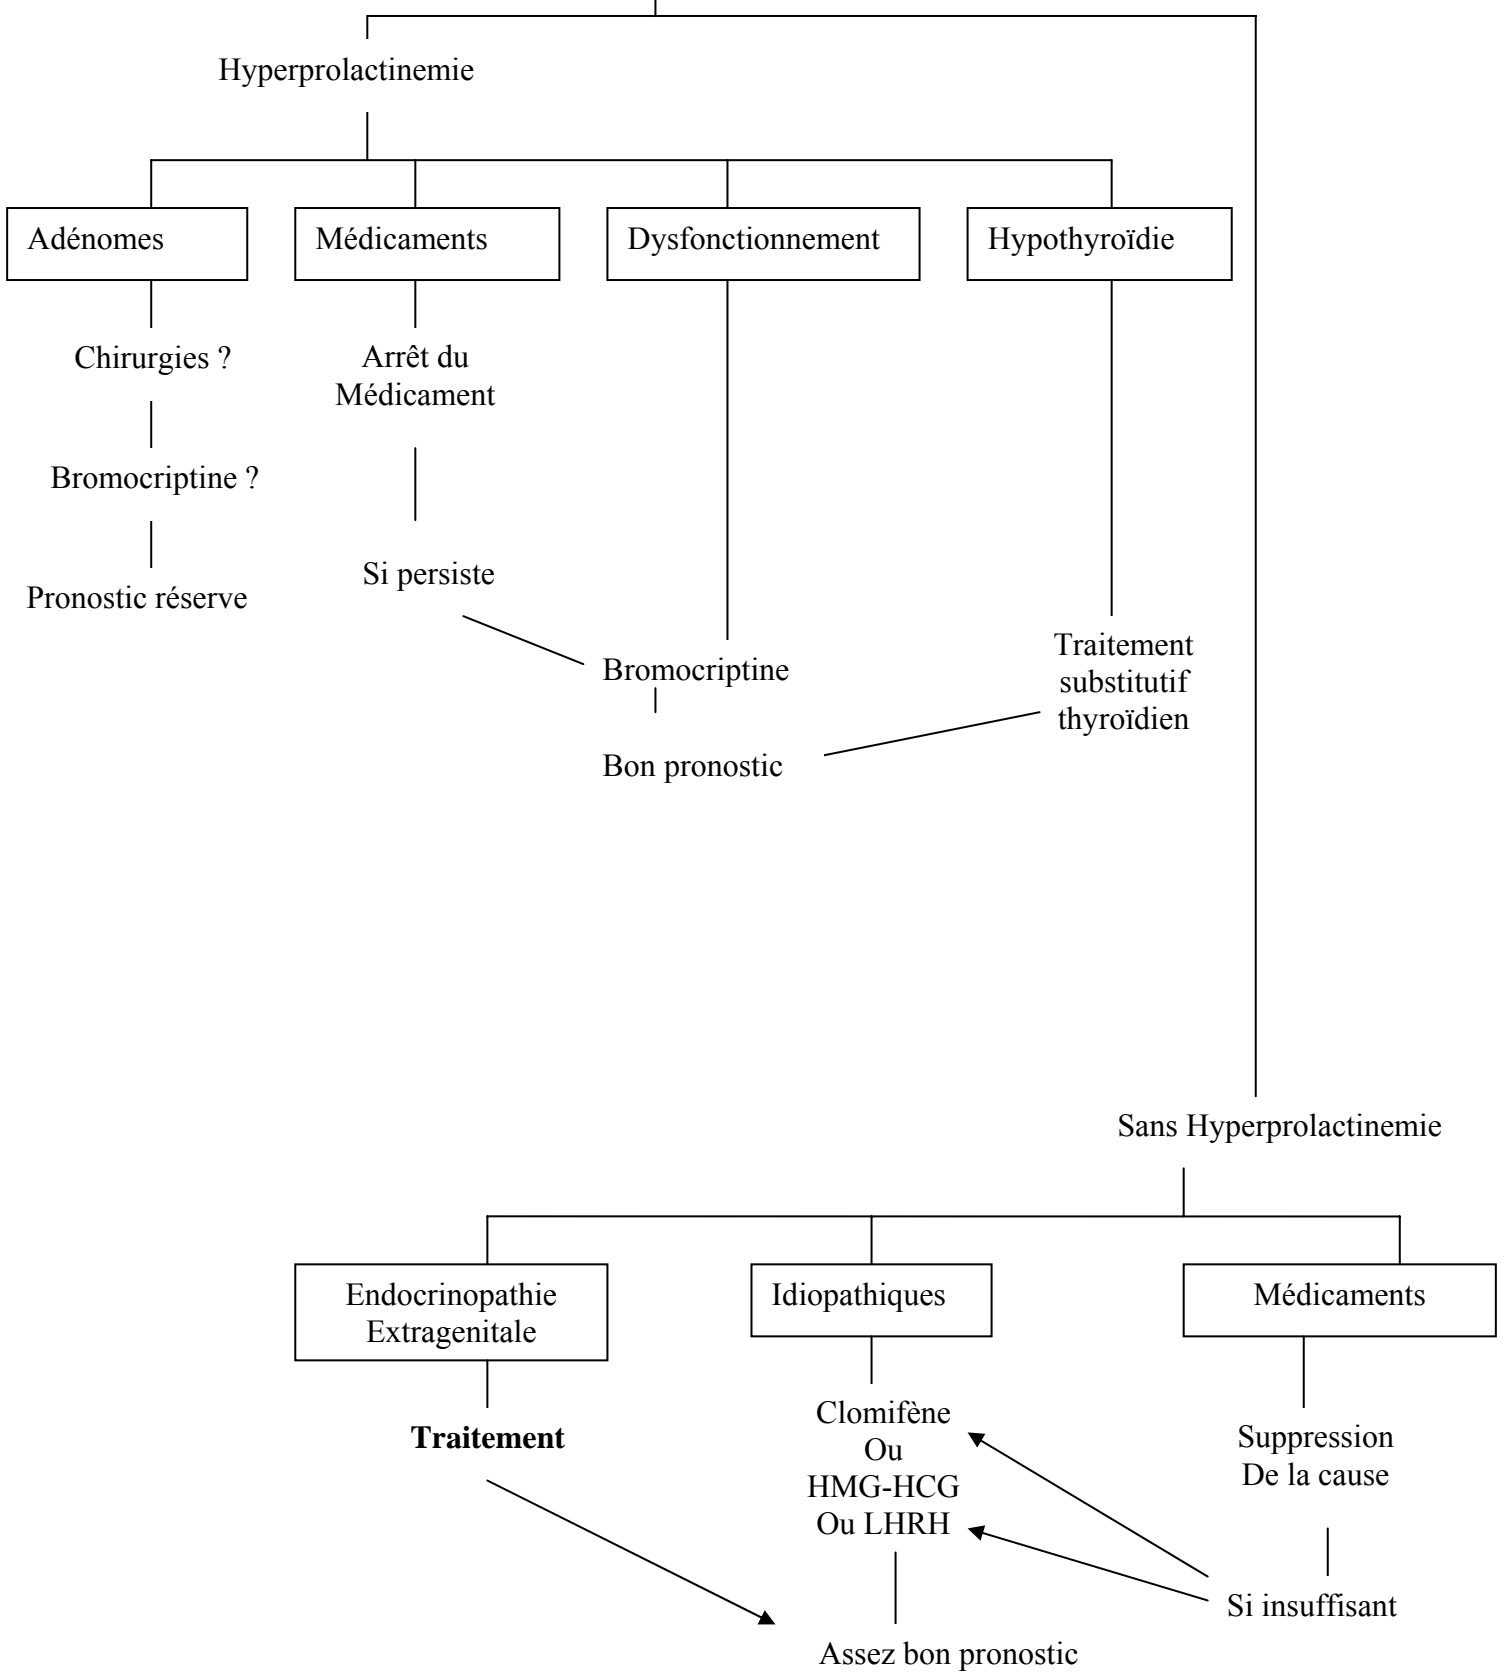 Hyperprolactinemie
Adénomes
Médicaments
Dysfonctionnement
Hypothyroïdie
Chirurgies ?
Arrêt du
Médicament
Bromocriptine ?
Si persiste
Pronostic réserve
Traitement
substitutif
thyroïdien
Bromocriptine
Bon pronostic
Sans Hyperprolactinemie
Endocrinopathie
Extragenitale
Idiopathiques
Médicaments
Traitement
Clomifène
Ou
HMG-HCG
Ou LHRH
Suppression
De la cause
Si insuffisant
Assez bon pronostic